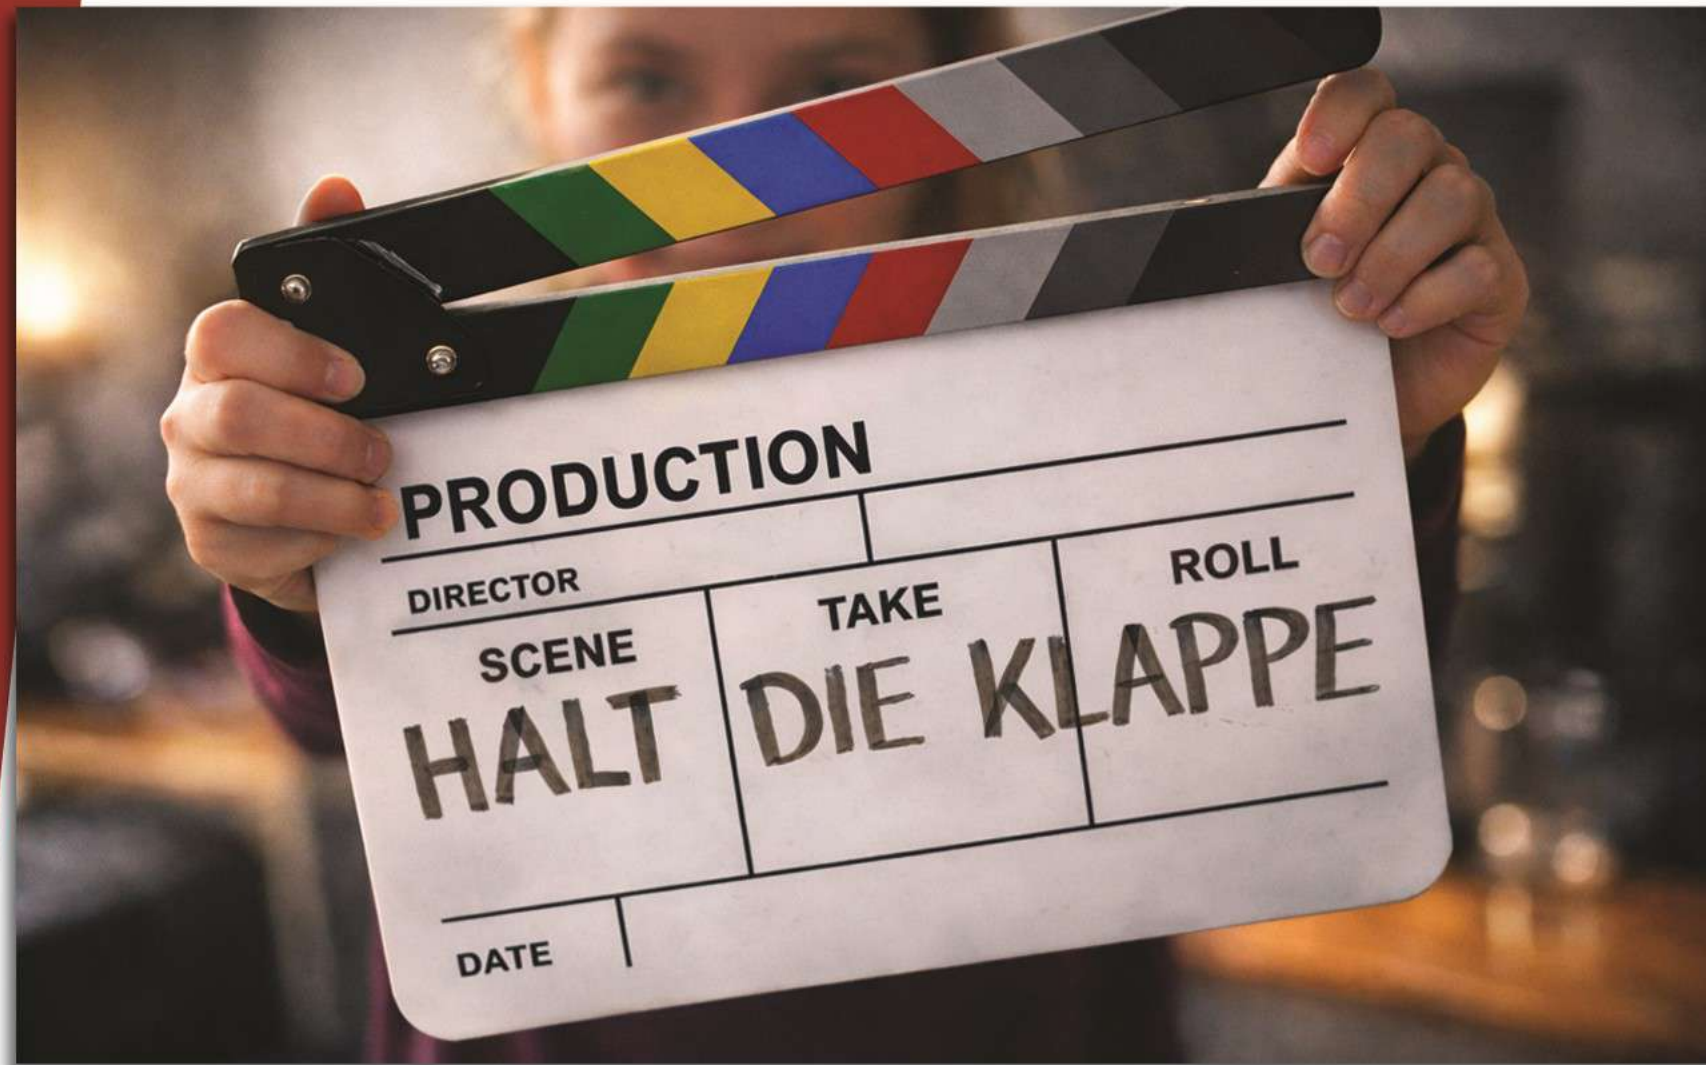 PRODUCTION
DIRECTOR
SCENE TAKE ROLL
HALT DIE KLAPPE
DATE